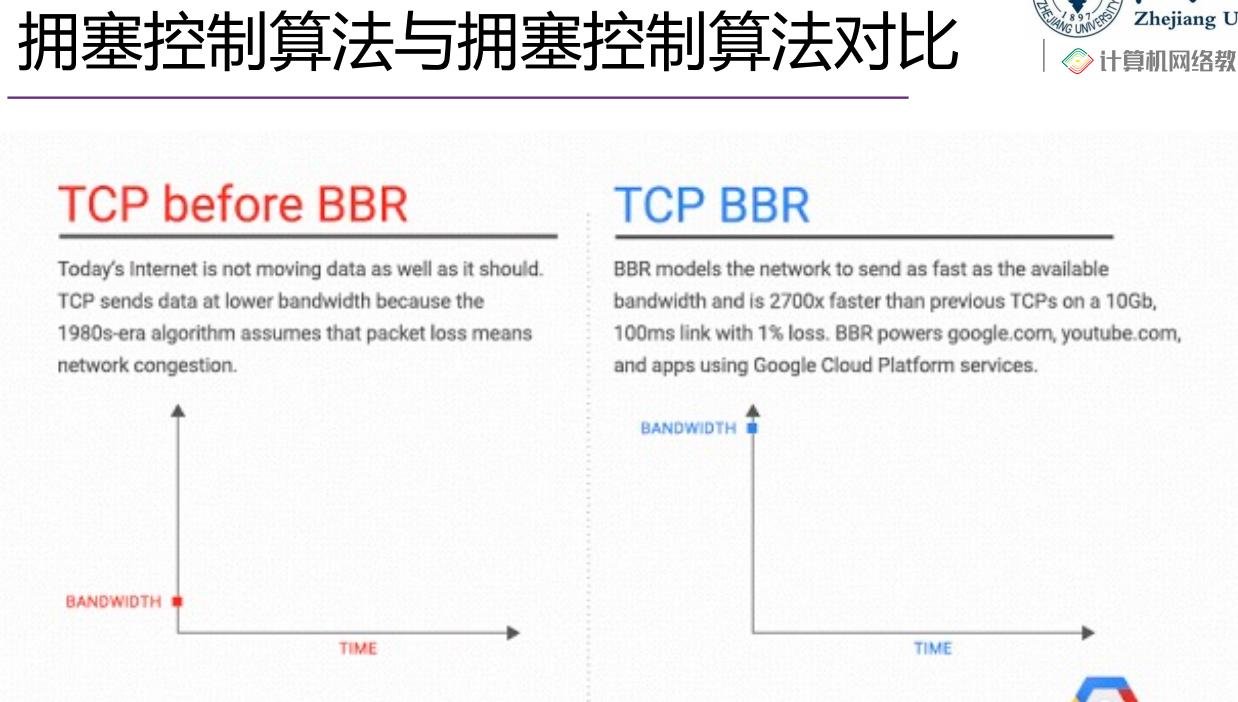 拥塞控制算法与拥塞控制算法对比
1897
ZHEJIANG UNIVERSITY
Zhejiang U
计算机网络教
TCP before BBR
Today's Internet is not moving data as well as it should.
TCP sends data at lower bandwidth because the
1980s-era algorithm assumes that packet loss means
network congestion.
BANDWIDTH
TIME
TCP BBR
BBR models the network to send as fast as the available
bandwidth and is 2700x faster than previous TCPs on a 10Gb,
100ms link with 1% loss. BBR powers google.com, youtube.com,
and apps using Google Cloud Platform services.
BANDWIDTH
TIME